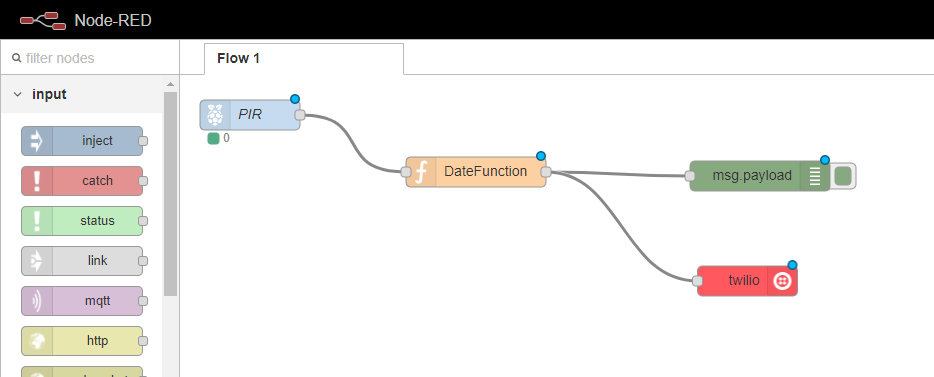 Node-RED
filter nodes
Flow 1
input
PIR
0
inject
DateFunction
msg.payload
catch
status
link
twilio
mqtt
http